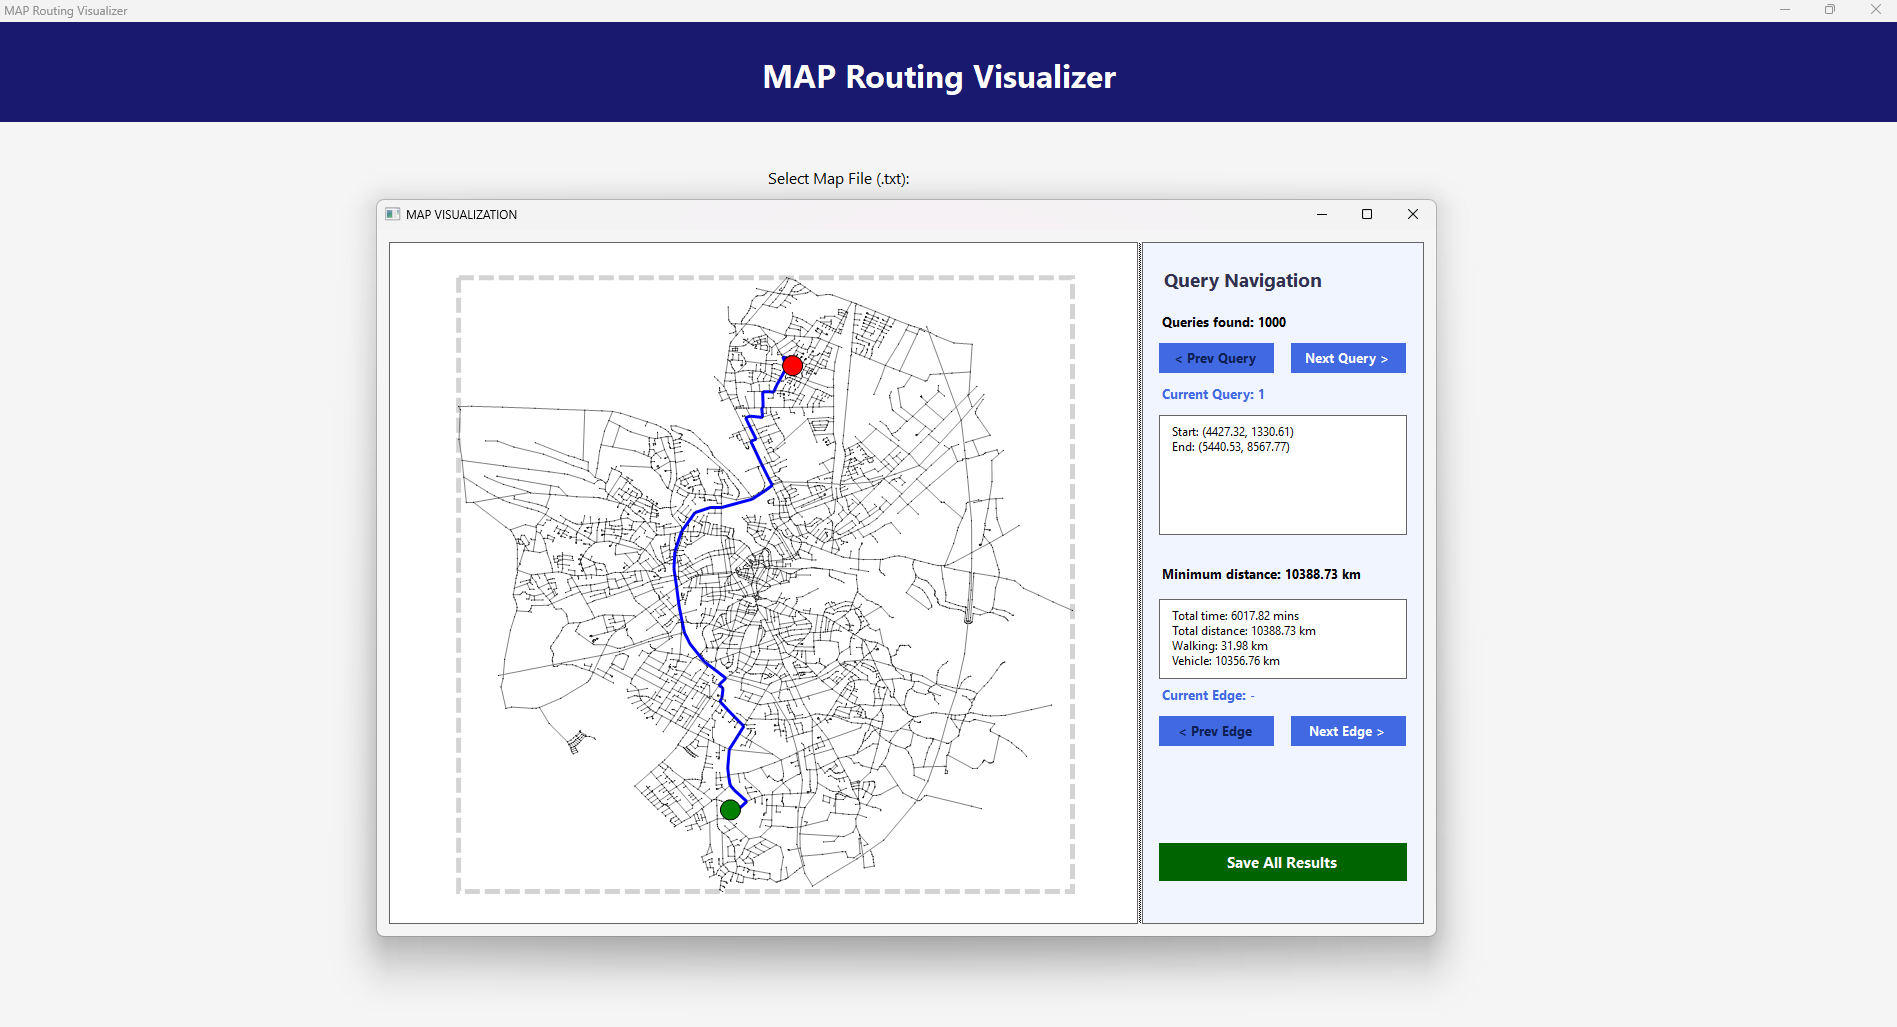 MAP Routing Visualizer
MAP Routing Visualizer
Select Map File (.txt):
MAP VISUALIZATION
Query Navigation
Queries found: 1000
< Prev Query
Next Query >
Current Query: 1
Start: (4427.32, 1330.61)
End: (5440.53, 8567.77)
Minimum distance: 10388.73 km
Total time: 6017.82 mins
Total distance: 10388.73 km
Walking: 31.98 km
Vehicle: 10356.76 km
Current Edge: -
< Prev Edge
Next Edge >
Save All Results